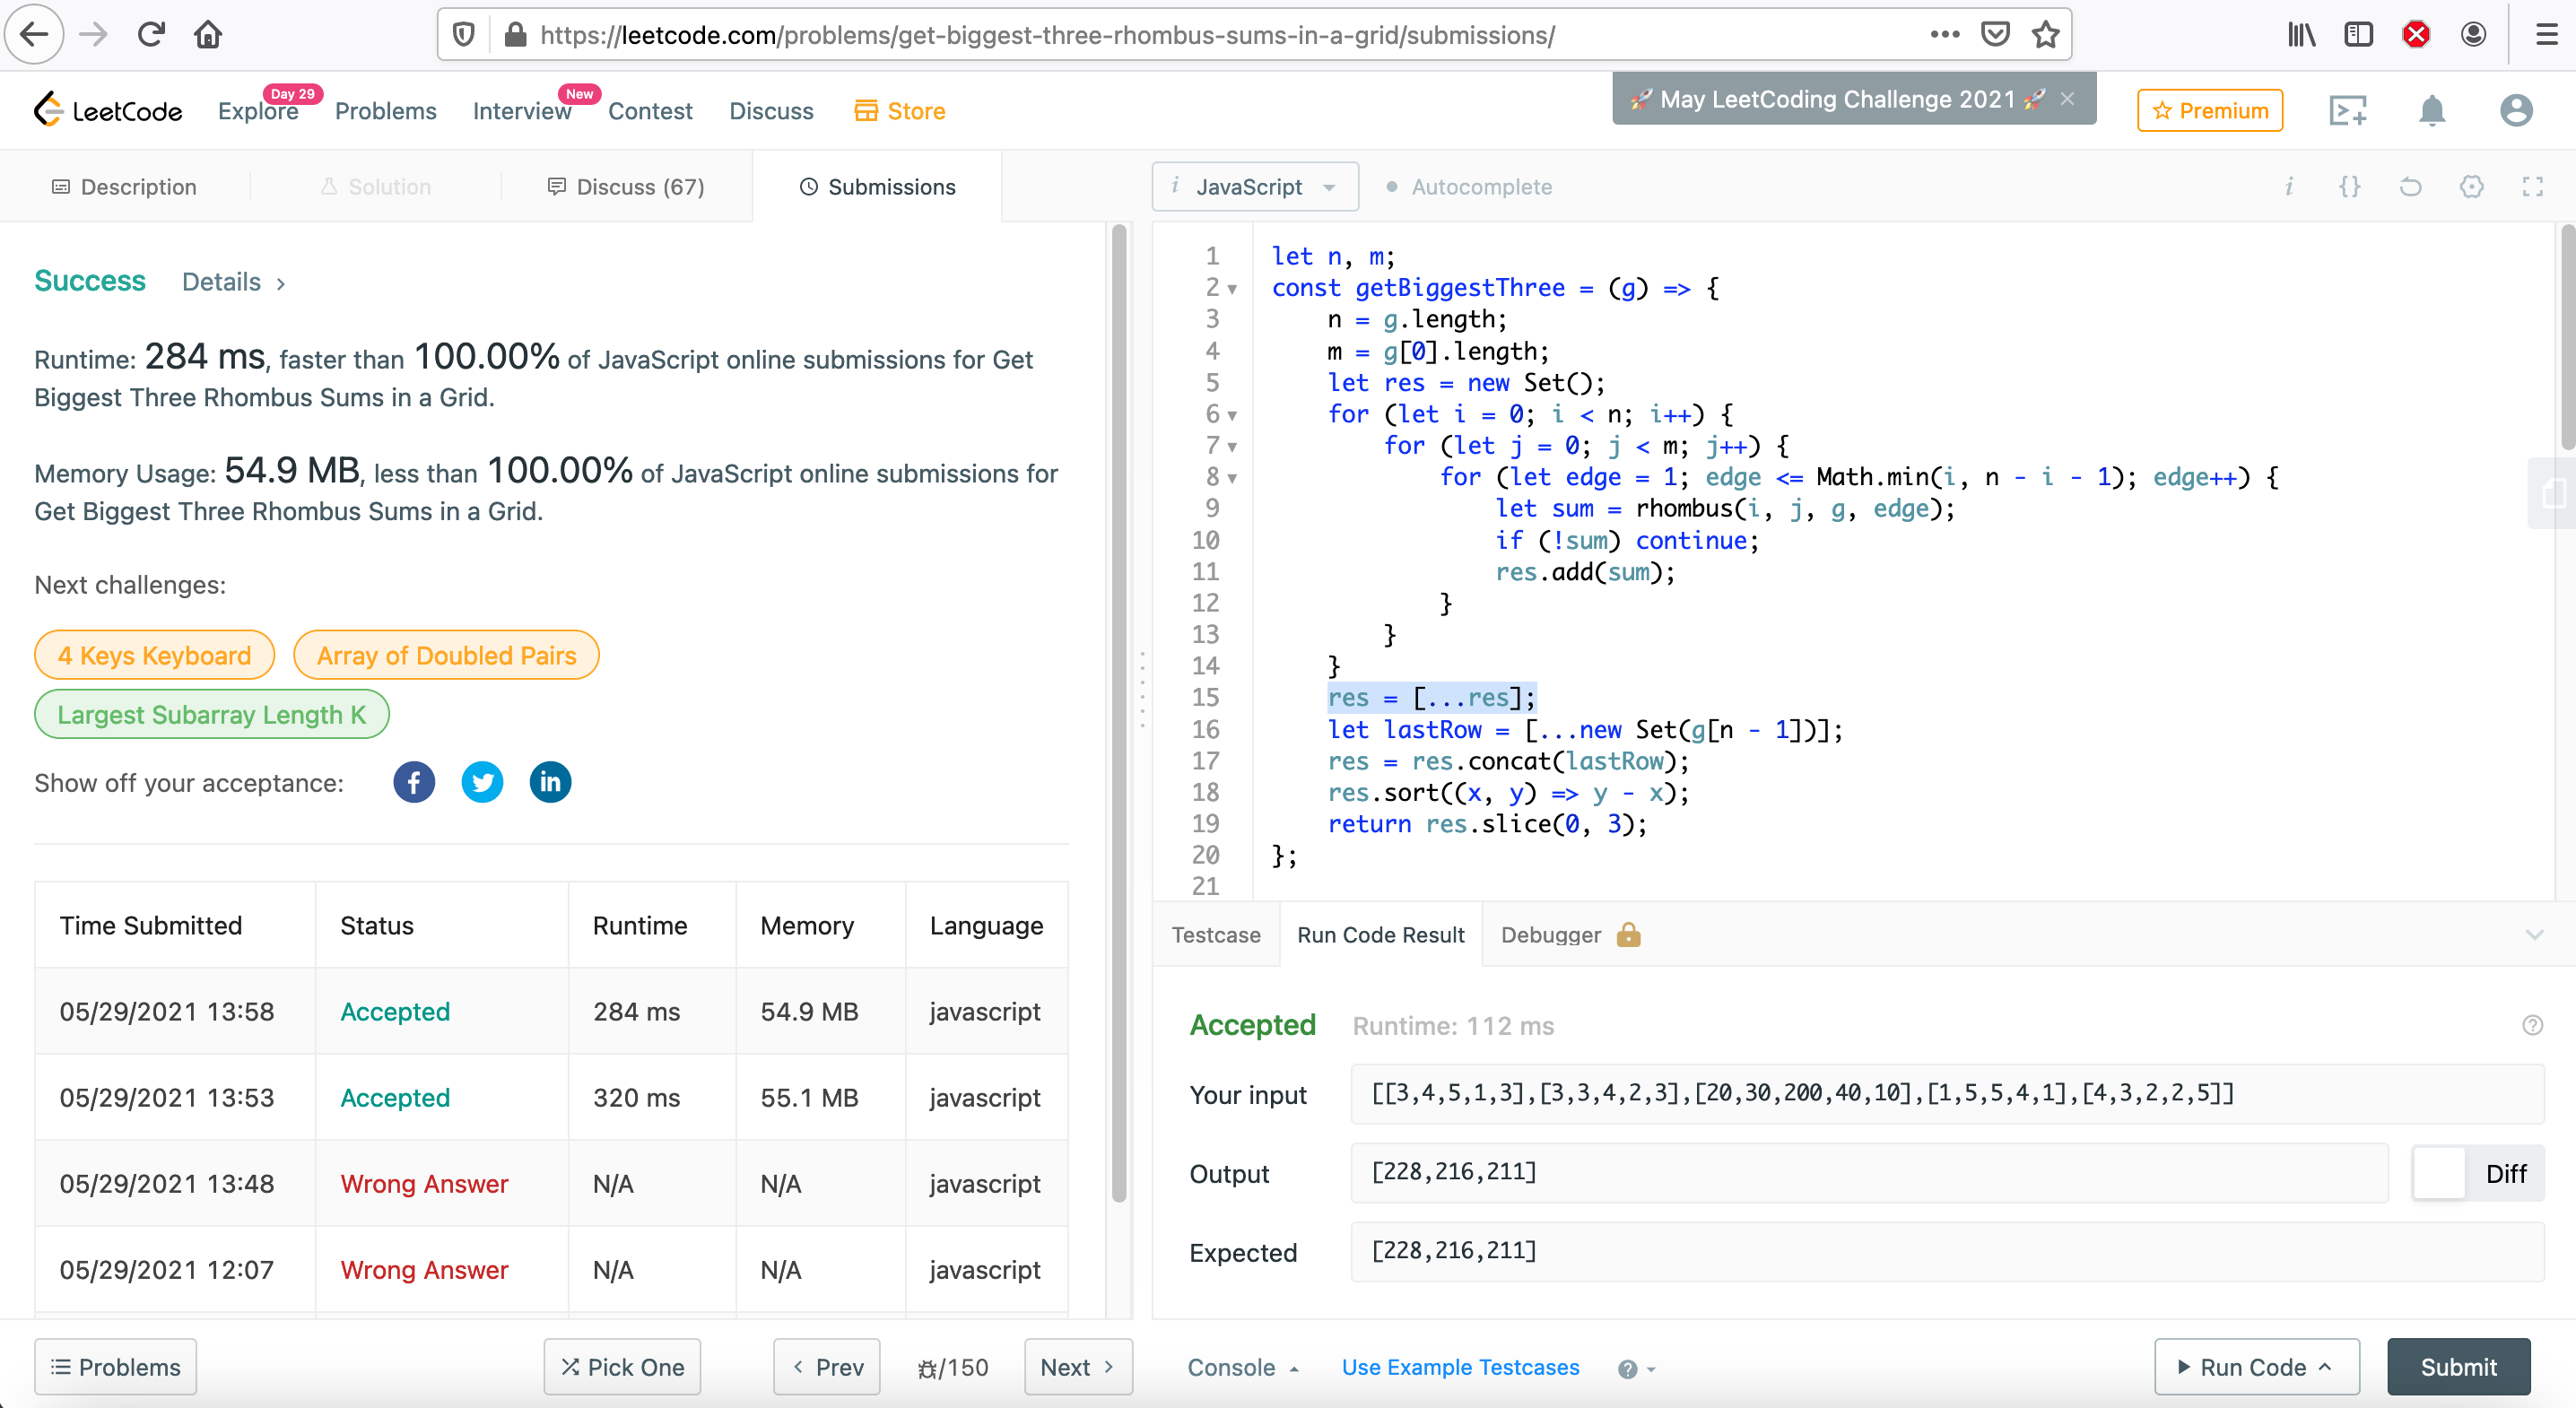 https://leetcode.com/problems/get-biggest-three-rhombus-sums-in-a-grid/submissions/
LeetCode
Explore
Day 29
Problems
Interview
New
Contest
Discuss
Store
🚀 May LeetCoding Challenge 2021 🚀 ×
Premium
Description
Solution
Discuss (67)
Submissions
i JavaScript
Autocomplete
i {}
Success Details >
Runtime: 284 ms, faster than 100.00% of JavaScript online submissions for Get
Biggest Three Rhombus Sums in a Grid.
Memory Usage: 54.9 MB, less than 100.00% of JavaScript online submissions for
Get Biggest Three Rhombus Sums in a Grid.
Next challenges:
4 Keys Keyboard
Array of Doubled Pairs
Largest Subarray Length K
Show off your acceptance: f in
Time Submitted Status Runtime Memory Language
05/29/2021 13:58 Accepted 284 ms 54.9 MB javascript
05/29/2021 13:53 Accepted 320 ms 55.1 MB javascript
05/29/2021 13:48 Wrong Answer N/A N/A javascript
05/29/2021 12:07 Wrong Answer N/A N/A javascript
1 let n, m;
2 const getBiggestThree = (g) => {
3 n = g.length;
4 m = g[0].length;
5 let res = new Set();
6 for (let i = 0; i < n; i++) {
7 for (let j = 0; j < m; j++) {
8 for (let edge = 1; edge <= Math.min(i, n - i - 1); edge++) {
9 let sum = rhombus(i, j, g, edge);
10 if (!sum) continue;
11 res.add(sum);
12 }
13 }
14 }
15 res = [...res];
16 let lastRow = [...new Set(g[n - 1])];
17 res = res.concat(lastRow);
18 res.sort((x, y) => y - x);
19 return res.slice(0, 3);
20 };
21
Testcase
Run Code Result
Debugger
Accepted Runtime: 112 ms
Your input [[3,4,5,1,3],[3,3,4,2,3],[20,30,200,40,10],[1,5,5,4,1],[4,3,2,2,5]]
Output [228,216,211] Diff
Expected [228,216,211]
Problems
Pick One
Prev
/150
Next
Console
Use Example Testcases
Run Code
Submit